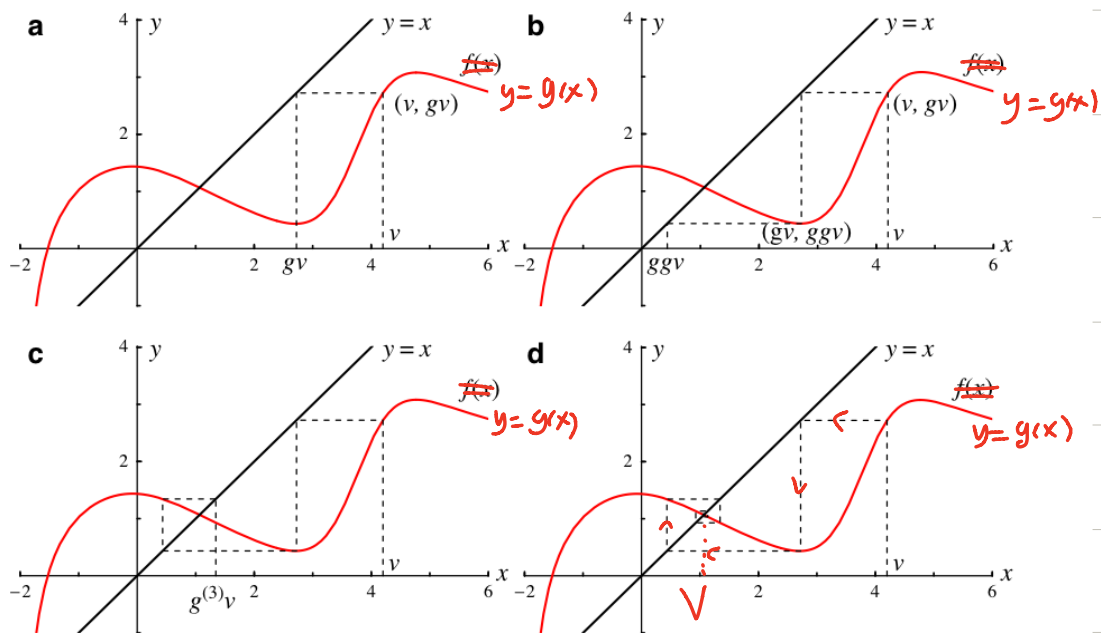 a
4
y
y = x
f(x)
y = g(x)
(v, gv)
2
v
x
−2
2
gv
4
6
b
4
y
y = x
f(x)
y = g(x)
(v, gv)
2
(gv, ggv)
v
x
−2
ggv
2
4
6
c
4
y
y = x
f(x)
y = g(x)
2
v
x
−2
g(3)v
2
4
6
d
4
y
y = x
f(x)
y = g(x)
2
v
x
−2
2
4
6
V